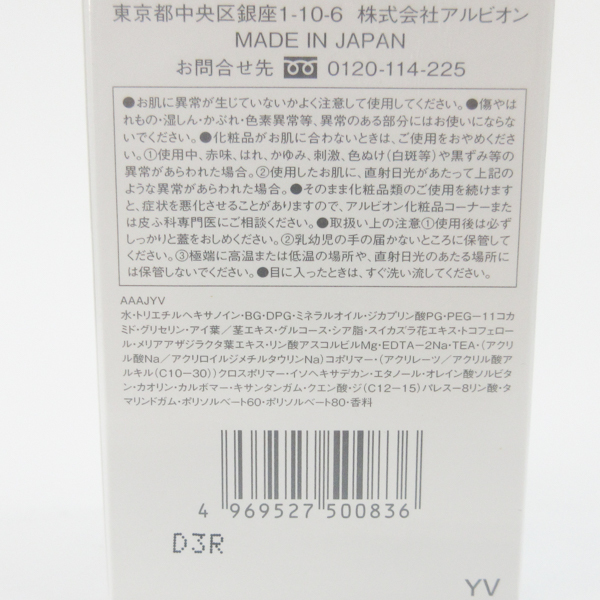 東京都中央区銀座1-10-6 株式会社アルビオン
MADE IN JAPAN
お問合せ先 0120-114-225
●お肌に異常が生じていないかよく注意して使用してください。●傷やは
れもの・湿しん・かぶれ・色素異常等、異常のある部分にはお使いにならな
いでください。●化粧品がお肌に合わないときは、ご使用をおやめくださ
い。①使用中、赤味、はれ、かゆみ、刺激、色ぬけ(白斑等)や黒ずみ等の
異常があらわれた場合。②使用したお肌に、直射日光があたって上記の
ような異常があらわれた場合。●そのまま化粧品類のご使用を続けます
と、症状を悪化させることがありますので、アルビオン化粧品コーナーまた
は皮ふ科専門医にご相談ください。●取扱い上の注意①使用後は必ず
しっかりと蓋をおしめください。②乳幼児の手の届かないところに保管して
ください。③極端に高温または低温の場所や、直射日光のあたる場所に
は保管しないでください。●目に入ったときは、すぐ洗い流してください。
AAAJYV
水・トリエチルヘキサノイン・BG・DPG・ミネラルオイル・ジカプリン酸PG・PEG-11コカ
ミド・グリセリン・アイ葉/茎エキス・グルコース・シア脂・スイカズラ花エキス・トコフェロ
ール・メリアアザジラクタ葉エキス・リン酸アスコルビルMg・EDTA-2Na・TEA・(アクリ
ル酸Na/アクリロイルジメチルタウリンNa)コポリマー・(アクリレーツ/アクリル酸ア
ルキル(C10-30))クロスポリマー・イソヘキサデカン・エタノール・オレイン酸ソルビタ
ン・カオリン・カルボマー・キサンタンガム・クエン酸・ジ(C12-15)パレス-8リン酸・タ
マリンドガム・ポリソルベート60・ポリソルベート80・香料
4 969527 500836
D3R
YV